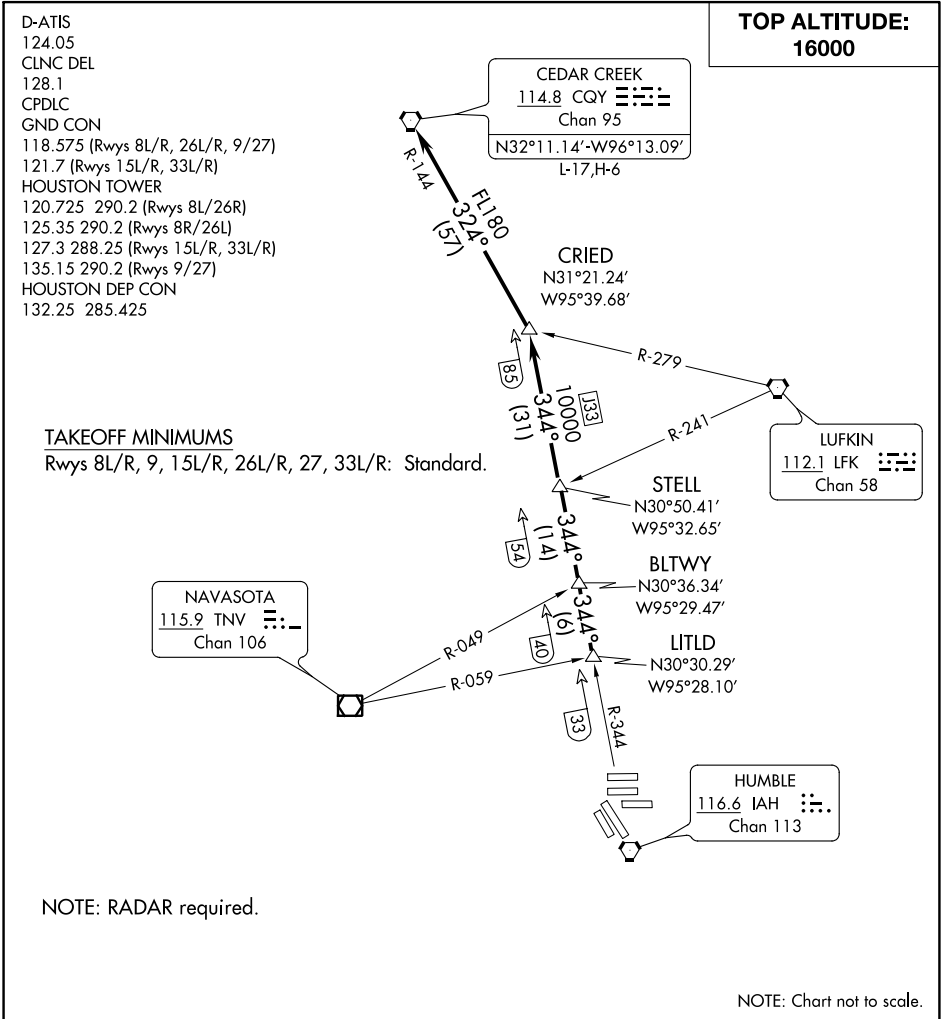 D-ATIS
124.05
CLNC DEL
128.1
CPDLC
GND CON
118.575 (Rwys 8L/R, 26L/R, 9/27)
121.7 (Rwys 15L/R, 33L/R)
HOUSTON TOWER
120.725 290.2 (Rwys 8L/26R)
125.35 290.2 (Rwys 8R/26L)
127.3 288.25 (Rwys 15L/R, 33L/R)
135.15 290.2 (Rwys 9/27)
HOUSTON DEP CON
132.25 285.425
TOP ALTITUDE:
16000
CEDAR CREEK
114.8 CQY
Chan 95
N32°11.14’-W96°13.09’
L-17,H-6
R-144
FL180
324°
(57)
CRIED
N31°21.24’
W95°39.68’
85
R-279
J33
10000
344°
(31)
R-241
LUFKIN
112.1 LFK
Chan 58
TAKEOFF MINIMUMS
Rwys 8L/R, 9, 15L/R, 26L/R, 27, 33L/R: Standard.
STELL
N30°50.41’
W95°32.65’
54
344°
(14)
BLTWY
N30°36.34’
W95°29.47’
NAVASOTA
115.9 TNV
Chan 106
R-049
40
344°
(6)
LITLD
N30°30.29’
W95°28.10’
R-059
33
R-344
HUMBLE
116.6 IAH
Chan 113
NOTE: RADAR required.
NOTE: Chart not to scale.